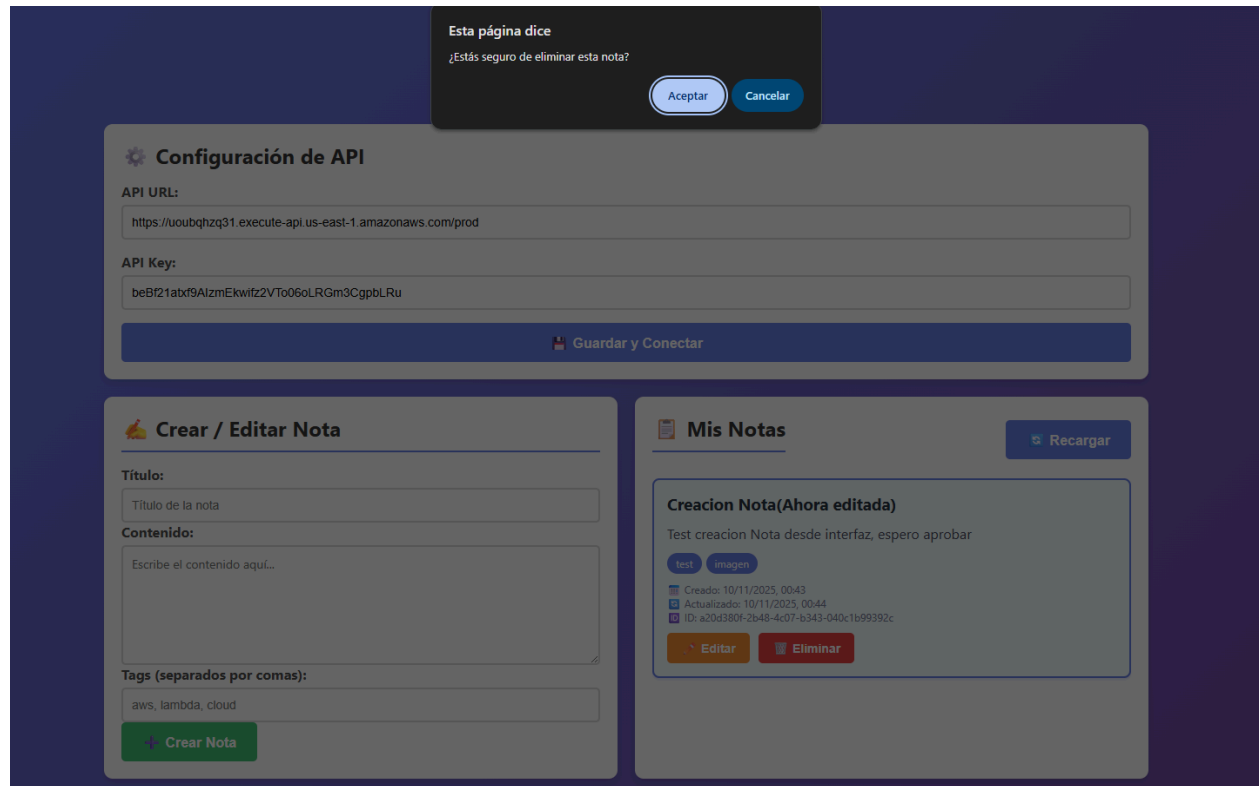 Esta página dice
¿Estás seguro de eliminar esta nota?
Aceptar
Cancelar
Configuración de API
API URL:
https://uoubqhzq31.execute-api.us-east-1.amazonaws.com/prod
API Key:
beBf21atxf9AIzmEkwifz2VTo06oLRGm3CgpbLRu
Guardar y Conectar
Crear / Editar Nota
Título:
Título de la nota
Contenido:
Escribe el contenido aquí...
Tags (separados por comas):
aws, lambda, cloud
Crear Nota
Mis Notas
Recargar
Creacion Nota(Ahora editada)
Test creacion Nota desde interfaz, espero aprobar
test
imagen
Creado: 10/11/2025, 00:43
Actualizado: 10/11/2025, 00:44
ID: a20d380f-2b48-4c07-b343-040c1b99392c
Editar
Eliminar